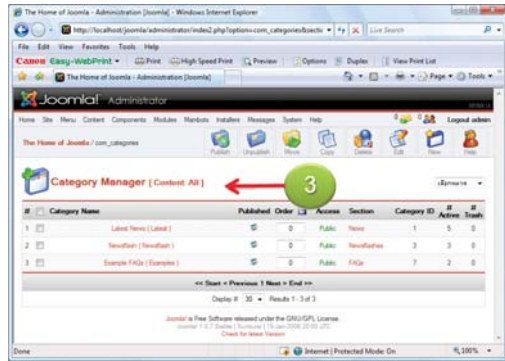 The Home of Joomla - Administration [Joomla] - Windows Internet Explorer
http://localhost/joomla/administrator/index2.php?option=com_categories&sectic
Live Search
File Edit View Favorites Tools Help
Canon Easy-WebPrint Print High Speed Print Preview Options Duplex View Print List
The Home of Joomla - Administration [Joomla]
Page Tools
Joomla! Administrator
Home Site Menu Content Components Modules Mambots Installers Messages System Help
0
Logout admin
The Home of Joomla / com_categories
Publish Unpublish Move Copy Delete Edit New Help
Category Manager [ Content: All ]
3
# Category Name Published Order Access Section Category ID # Active # Trash
1 Latest News ( Latest ) 0 Public News 1 5 0
2 Newsflash ( Newsflash ) 0 Public Newsflashes 3 3 0
3 Example FAQs ( Examples ) 0 Public FAQs 7 2 0
<< Start < Previous 1 Next > End >>
Display # 30 Results 1 - 3 of 3
Joomla! is Free Software released under the GNU/GPL License.
Check for latest Version
Done
Internet | Protected Mode: On
100%